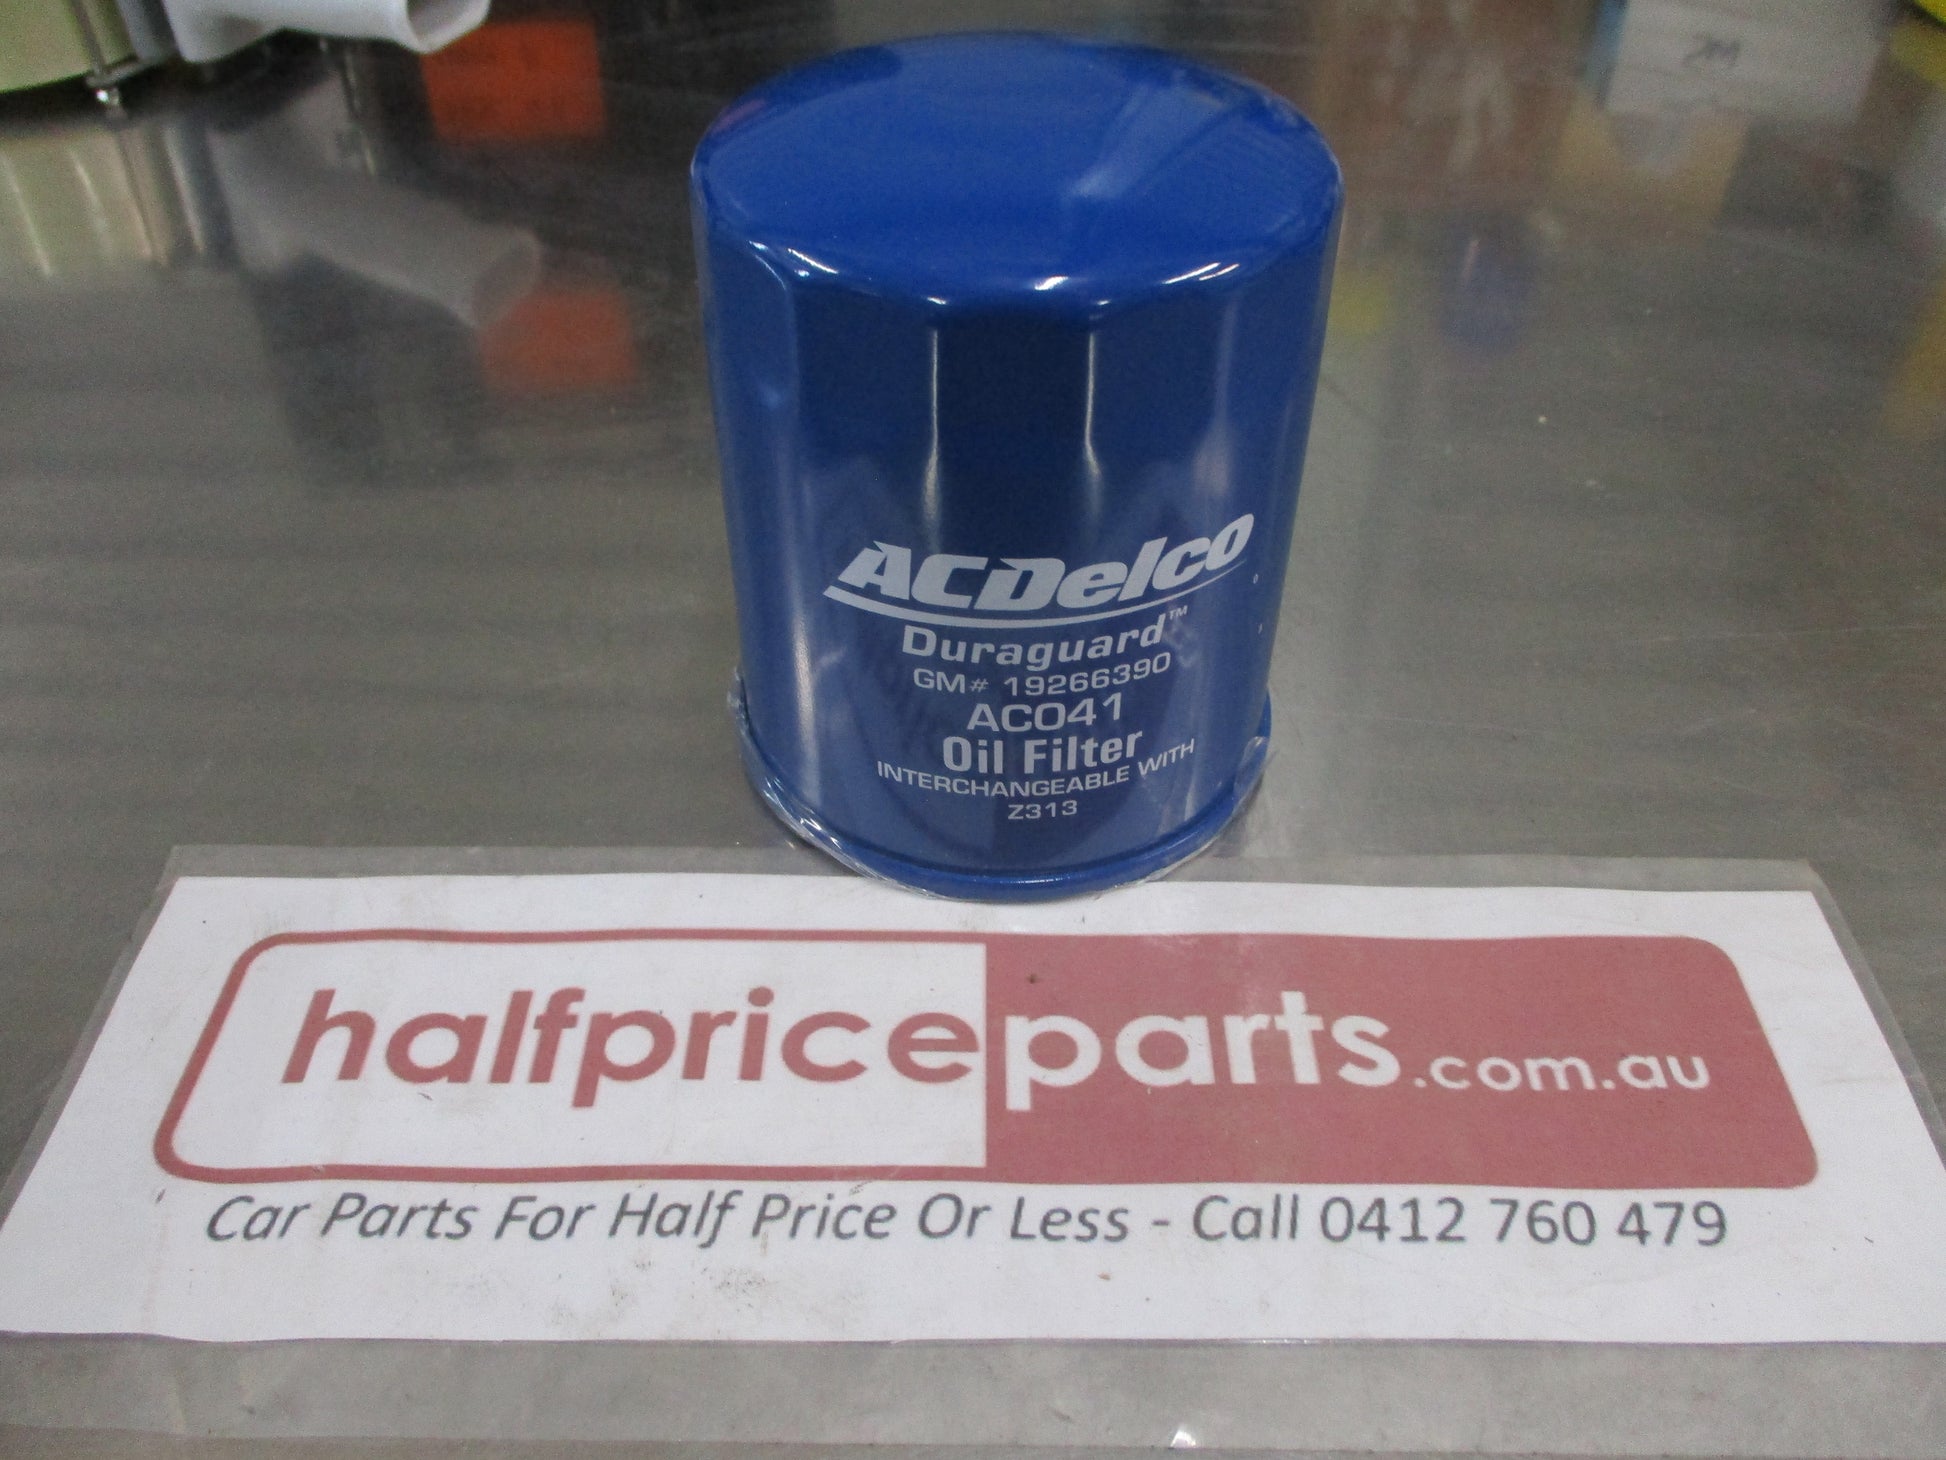 ACDelco
Duraguard™
GM# 19266390
ACO41
Oil Filter
INTERCHANGEABLE WITH
Z313
halfpriceparts.com.au
Car Parts For Half Price Or Less - Call 0412 760 479